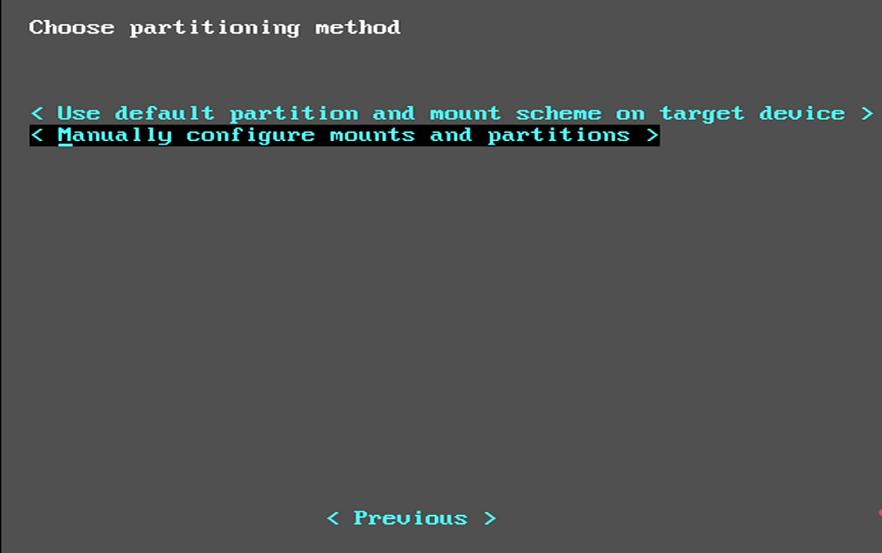 Choose partitioning method
< Use default partition and mount scheme on target device >
< Manually configure mounts and partitions >
< Previous >